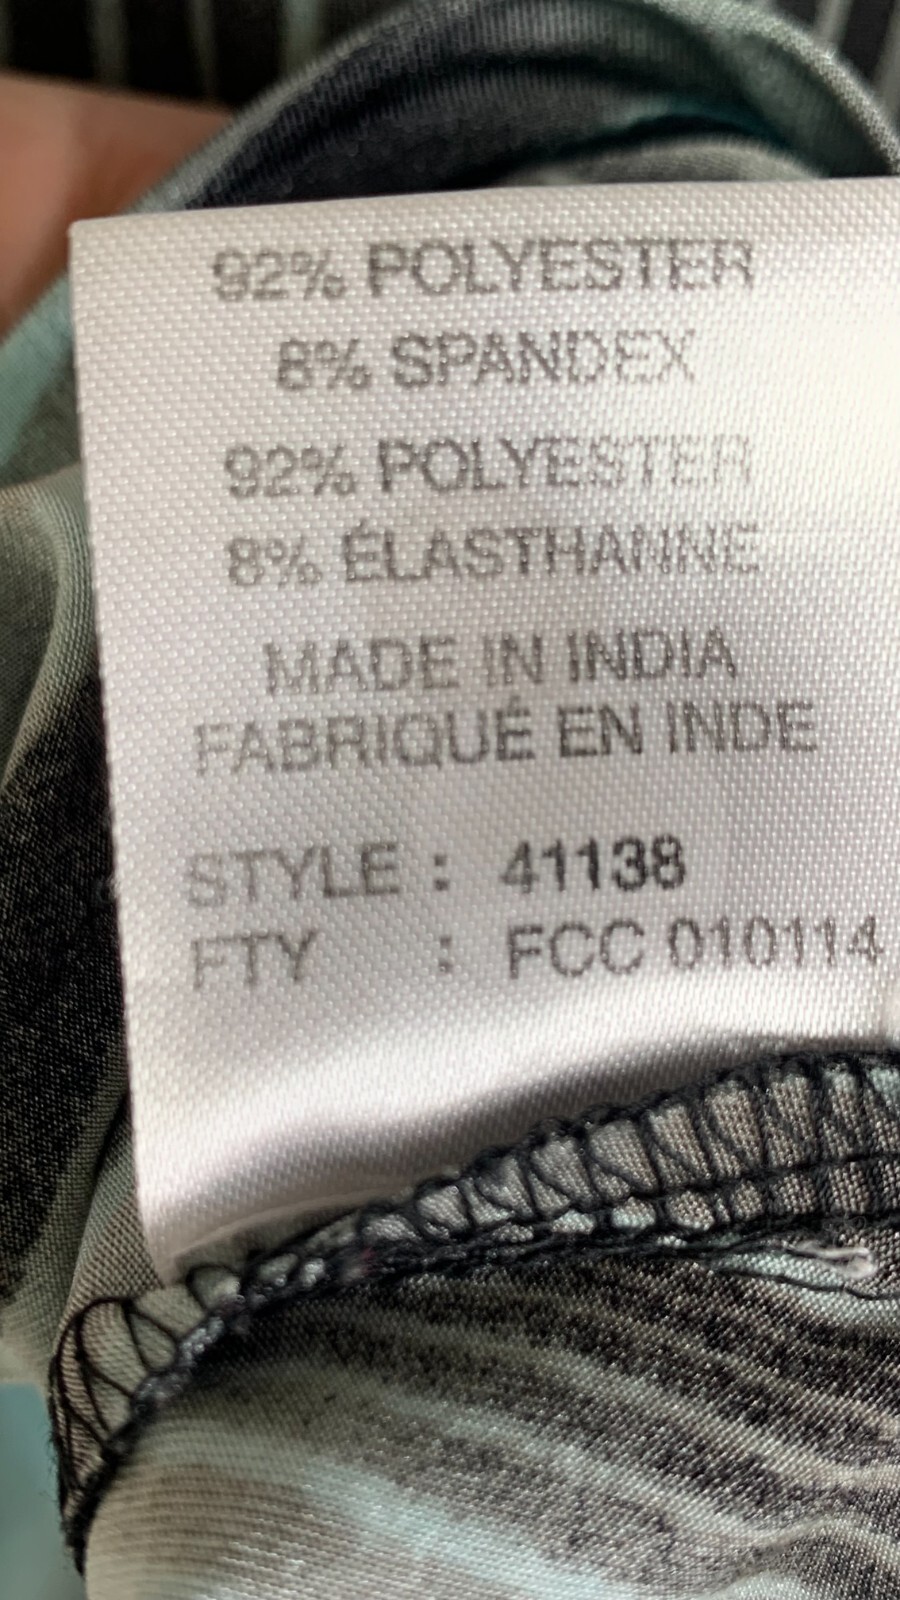 92% POLYESTER
8% SPANDEX
92% POLYESTER
8% ÉLASTHANNE
MADE IN INDIA
FABRIQUÉ EN INDE
STYLE : 41138
FTY : FCC 010114